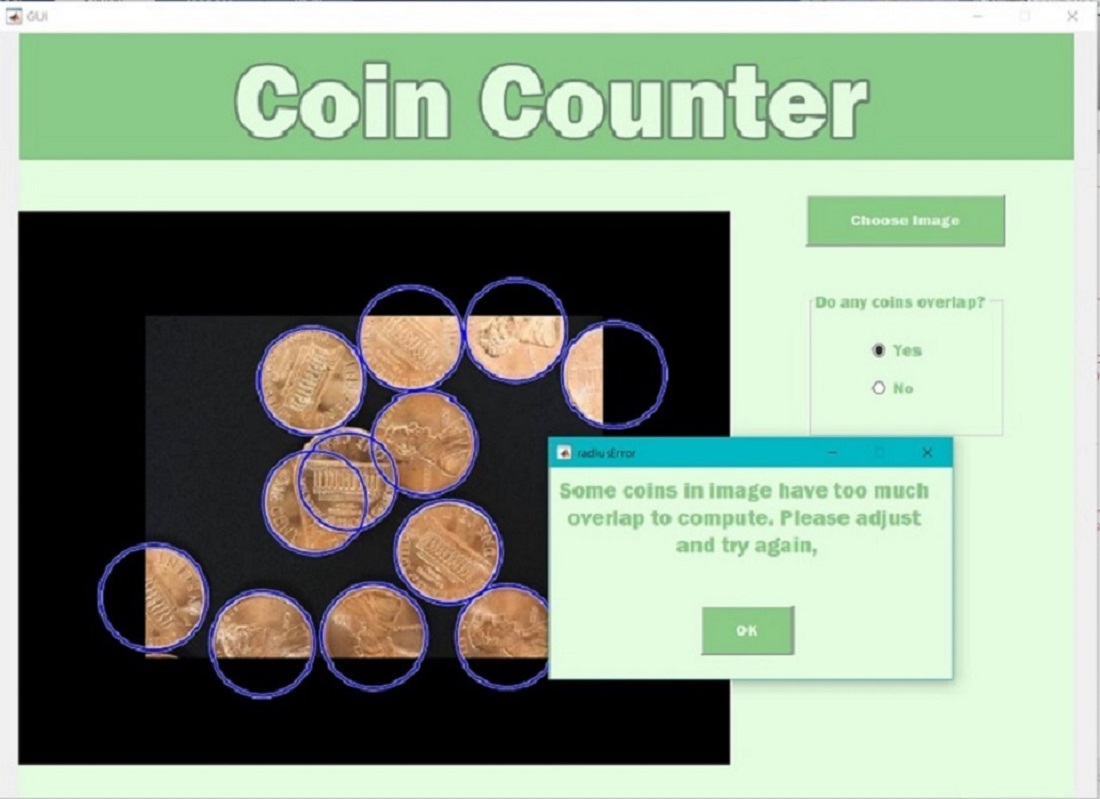 GUI
Coin Counter
Choose Image
Do any coins overlap?
Yes
No
radiusError
Some coins in image have too much
overlap to compute. Please adjust
and try again,
OK